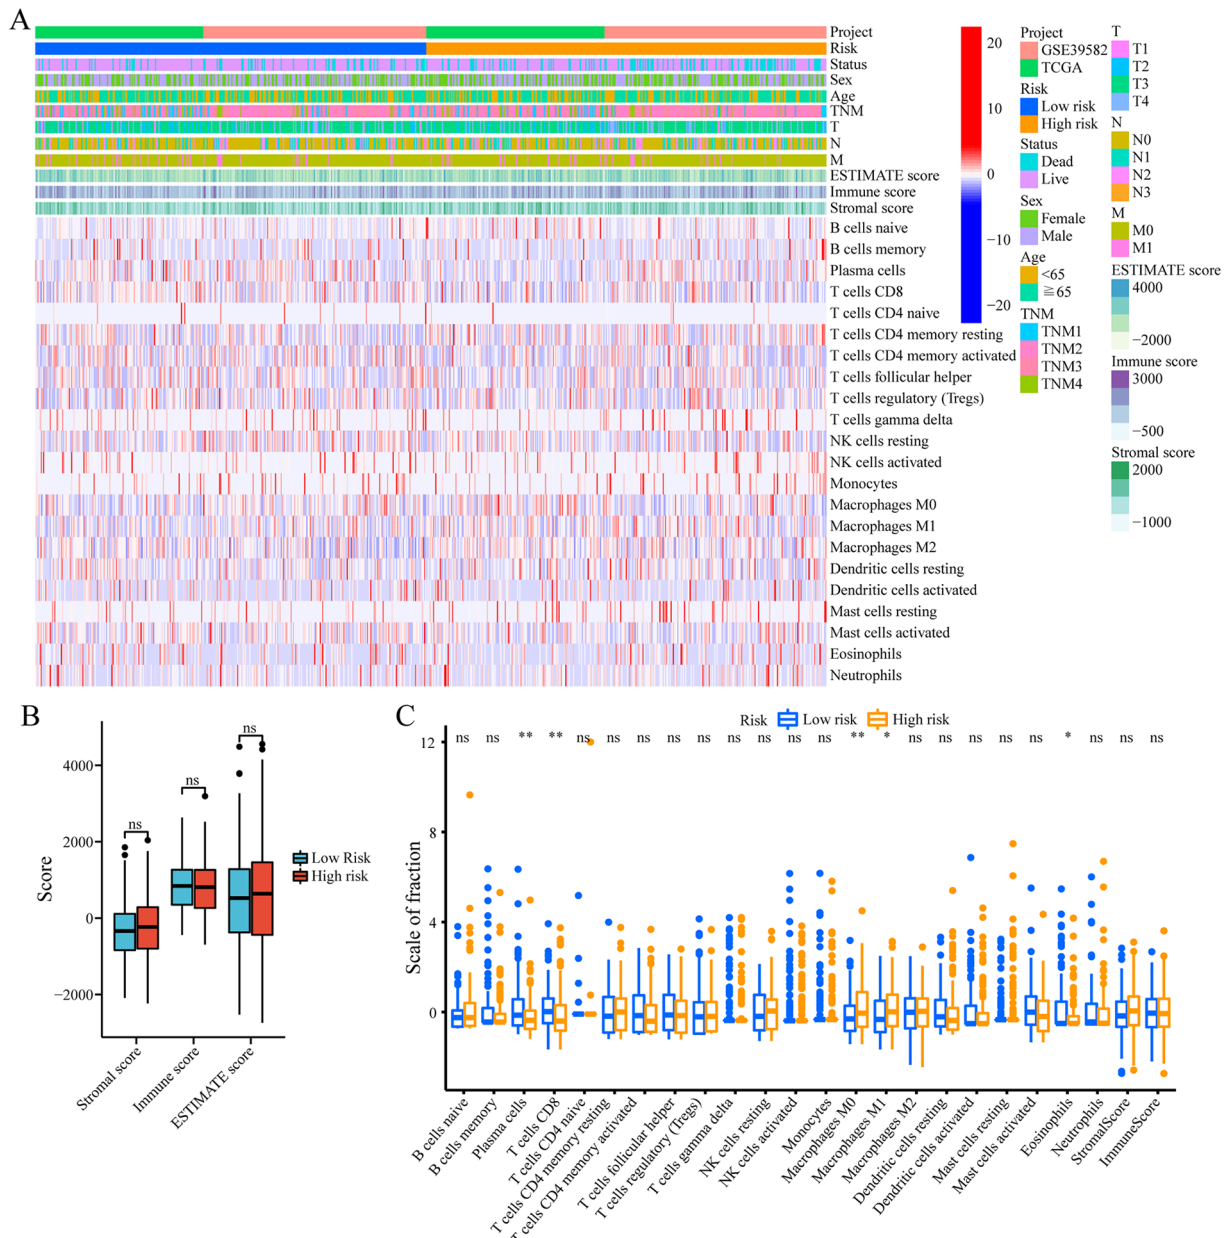 A
Project
Risk
Status
Sex
Age
TNM
T
N
M
ESTIMATE score
Immune score
Stromal score
B cells naive
B cells memory
Plasma cells
T cells CD8
T cells CD4 naive
T cells CD4 memory resting
T cells CD4 memory activated
T cells follicular helper
T cells regulatory (Tregs)
T cells gamma delta
NK cells resting
NK cells activated
Monocytes
Macrophages M0
Macrophages M1
Macrophages M2
Dendritic cells resting
Dendritic cells activated
Mast cells resting
Mast cells activated
Eosinophils
Neutrophils
20
10
0
−10
−20
Project
GSE39582
TCGA
Risk
Low risk
High risk
Status
Dead
Live
Sex
Female
Male
Age
<65
≧65
TNM
TNM1
TNM2
TNM3
TNM4
T
T1
T2
T3
T4
N
N0
N1
N2
N3
M
M0
M1
ESTIMATE score
4000
−2000
Immune score
3000
−500
Stromal score
2000
−1000
B
Score
4000
2000
0
−2000
ns
ns
ns
Low Risk
High risk
Stromal score
Immune score
ESTIMATE score
C
Risk
Low risk
High risk
Scale of fraction
12
8
4
0
ns ns ** ** ns ns ns ns ns ns ns ns ns ** * ns ns ns ns ns * ns ns ns
B cells naive
B cells memory
Plasma cells
T cells CD8
T cells CD4 naive
T cells CD4 memory resting
T cells CD4 memory activated
T cells follicular helper
T cells regulatory (Tregs)
T cells gamma delta
NK cells resting
NK cells activated
Monocytes
Macrophages M0
Macrophages M1
Macrophages M2
Dendritic cells resting
Dendritic cells activated
Mast cells resting
Mast cells activated
Eosinophils
Neutrophils
StromalScore
ImmuneScore